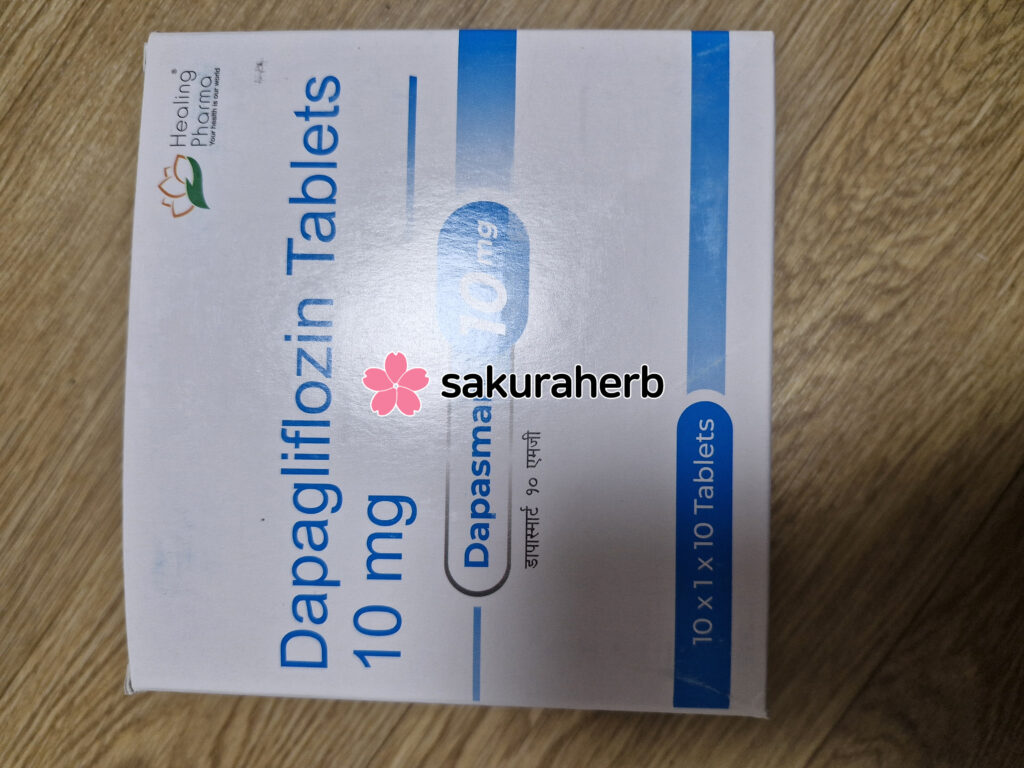 Healing
Pharma
Your health is our world
Dapagliflozin Tablets
10 mg
Dapasmart 10 mg
डापास्मार्ट १० एमजी
10 x 1 x 10 Tablets
sakuraherb